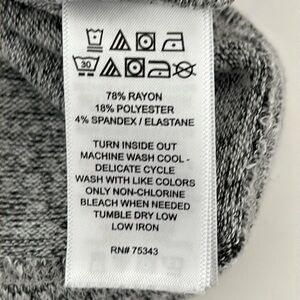 30
78% RAYON
18% POLYESTER
4% SPANDEX / ELASTANE
TURN INSIDE OUT
MACHINE WASH COOL -
DELICATE CYCLE
WASH WITH LIKE COLORS
ONLY NON-CHLORINE
BLEACH WHEN NEEDED
TUMBLE DRY LOW
LOW IRON
RN# 75343